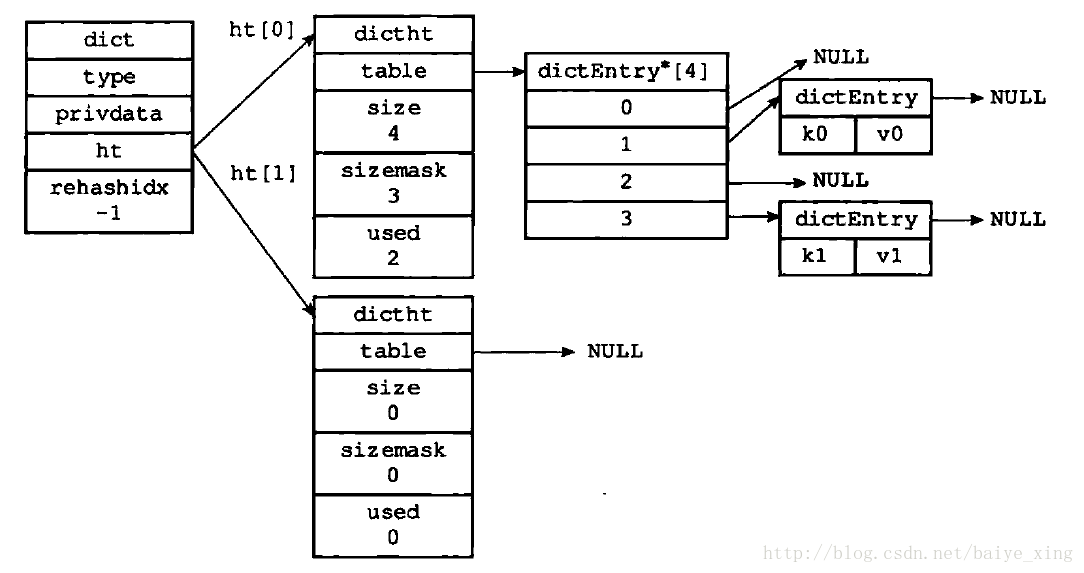 dict
type
privdata
ht
rehashidx
-1
ht[0]
ht[1]
dictht
table
size
4
sizemask
3
used
2
dictht
table
size
0
sizemask
0
used
0
NULL
dictEntry*[4]
0
1
2
3
NULL
dictEntry
k0 v0
NULL
NULL
dictEntry
k1 v1
NULL
http://blog.csdn.net/baiye_xing